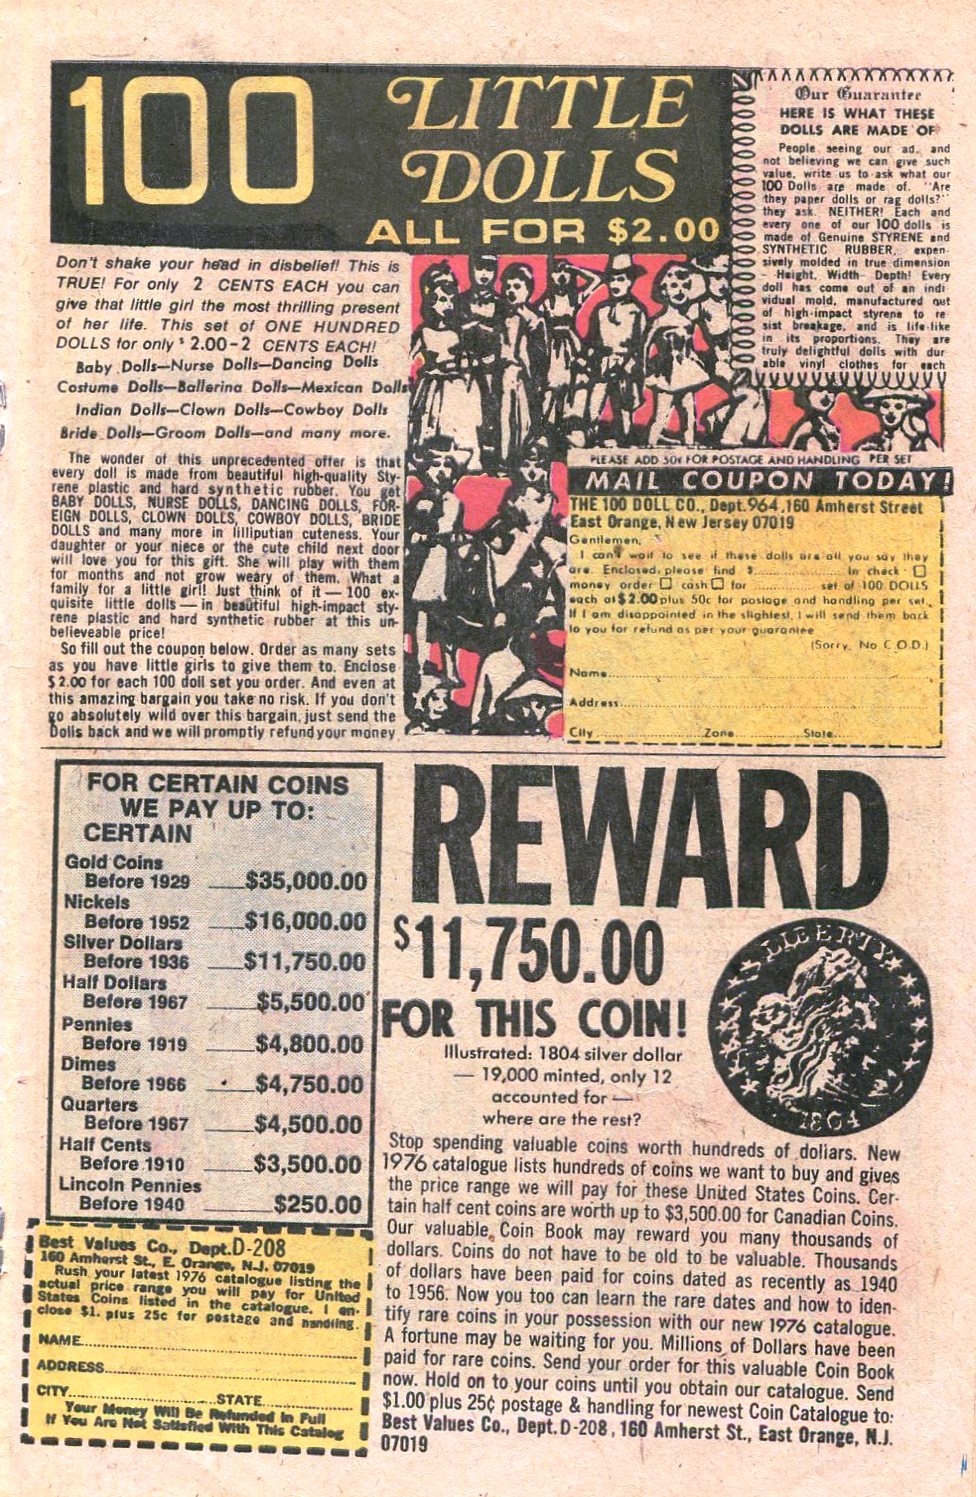 100
LITTLE
DOLLS
ALL FOR $2.00
Don't shake your head in disbelief! This is
TRUE! For only 2 CENTS EACH you can
give that little girl the most thrilling present
of her life. This set of ONE HUNDRED
DOLLS for only $2.00-2 CENTS EACH!
Baby Dolls—Nurse Dolls—Dancing Dolls
Costume Dolls—Ballerina Dolls—Mexican Dolls
Indian Dolls—Clown Dolls—Cowboy Dolls
Bride Dolls—Groom Dolls—and many more.
The wonder of this unprecedented offer is that
every doll is made from beautiful high-quality Sty-
rene plastic and hard synthetic rubber. You get
BABY DOLLS, NURSE DOLLS, DANCING DOLLS, FOR-
EIGN DOLLS, CLOWN DOLLS, COWBOY DOLLS, BRIDE
DOLLS and many more in lilliputian cuteness. Your
daughter or your niece or the cute child next door
will love you for this gift. She will play with them
for months and not grow weary of them. What a
family for a little girl! Just think of it — 100 ex-
quisite little dolls — in beautiful high-impact sty-
rene plastic and hard synthetic rubber at this un-
believeable price!
So fill out the coupon below. Order as many sets
as you have little girls to give them to. Enclose
$2.00 for each 100 doll set you order. And even at
this amazing bargain you take no risk. If you don't
go absolutely wild over this bargain, just send the
Dolls back and we will promptly refund your money
Our Guarantee
HERE IS WHAT THESE
DOLLS ARE MADE OF
People seeing our ad, and
not believing we can give such
value, write us to ask what our
100 Dolls are made of. "Are
they paper dolls or rag dolls?"
they ask. NEITHER! Each and
every one of our 100 dolls is
made of Genuine STYRENE and
SYNTHETIC RUBBER, expen-
sively molded in true dimension
- Height, Width- Depth! Every
doll has come out of an indi
vidual mold, manufactured out
of high-impact styrene to re
sist breakage, and is life-like
in its proportions. They are
truly delightful dolls with dur
able vinyl clothes for each
PLEASE ADD 50¢ FOR POSTAGE AND HANDLING PER SET
MAIL COUPON TODAY!
THE 100 DOLL CO., Dept. 964, 160 Amherst Street
East Orange, New Jersey 07019
Gentlemen,
I can't wait to see if these dolls are all you say they
are. Enclosed, please find $............ In check
money order cash for ............ set of 100 DOLLS
each at $2.00 plus 50c for postage and handling per set.
If I am disappointed in the slightest, I will send them back
to you for refund as per your guarantee
(Sorry, No C.O.D.)
Name
Address
City Zone State
FOR CERTAIN COINS
WE PAY UP TO:
CERTAIN
Gold Coins
Before 1929 $35,000.00
Nickels
Before 1952 $16,000.00
Silver Dollars
Before 1936 $11,750.00
Half Dollars
Before 1967 $5,500.00
Pennies
Before 1919 $4,800.00
Dimes
Before 1966 $4,750.00
Quarters
Before 1967 $4,500.00
Half Cents
Before 1910 $3,500.00
Lincoln Pennies
Before 1940 $250.00
Best Values Co., Dept. D-208
160 Amherst St., E. Orange, N.J. 07019
Rush your latest 1976 catalogue listing the
actual price range you will pay for United
States Coins listed in the catalogue. I en-
close $1. plus 25c for postage and handling.
NAME
ADDRESS
CITY STATE
Your Money Will Be Refunded In Full
If You Are Not Satisfied With This Catalog
REWARD
$11,750.00
FOR THIS COIN!
LIBERTY
1804
Illustrated: 1804 silver dollar
— 19,000 minted, only 12
accounted for —
where are the rest?
Stop spending valuable coins worth hundreds of dollars. New
1976 catalogue lists hundreds of coins we want to buy and gives
the price range we will pay for these United States Coins. Cer-
tain half cent coins are worth up to $3,500.00 for Canadian Coins.
Our valuable Coin Book may reward you many thousands of
dollars. Coins do not have to be old to be valuable. Thousands
of dollars have been paid for coins dated as recently as 1940
to 1956. Now you too can learn the rare dates and how to iden-
tify rare coins in your possession with our new 1976 catalogue.
A fortune may be waiting for you. Millions of Dollars have been
paid for rare coins. Send your order for this valuable Coin Book
now. Hold on to your coins until you obtain our catalogue. Send
$1.00 plus 25¢ postage & handling for newest Coin Catalogue to:
Best Values Co., Dept. D-208, 160 Amherst St., East Orange, N.J.
07019